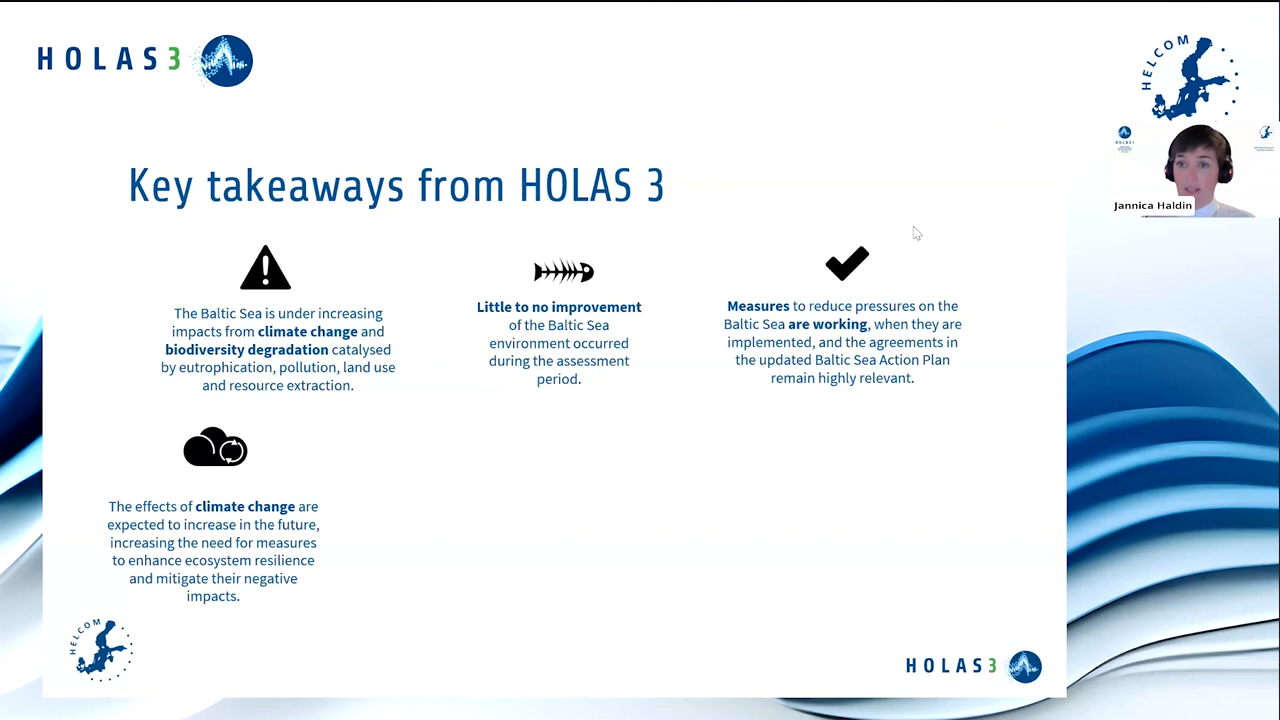 HOLAS3
HELCOM
Jannica Haldin
Key takeaways from HOLAS 3
The Baltic Sea is under increasing
impacts from climate change and
biodiversity degradation catalysed
by eutrophication, pollution, land use
and resource extraction.
Little to no improvement
of the Baltic Sea
environment occurred
during the assessment
period.
Measures to reduce pressures on the
Baltic Sea are working, when they are
implemented, and the agreements in
the updated Baltic Sea Action Plan
remain highly relevant.
The effects of climate change are
expected to increase in the future,
increasing the need for measures
to enhance ecosystem resilience
and mitigate their negative
impacts.
HELCOM
HOLAS3